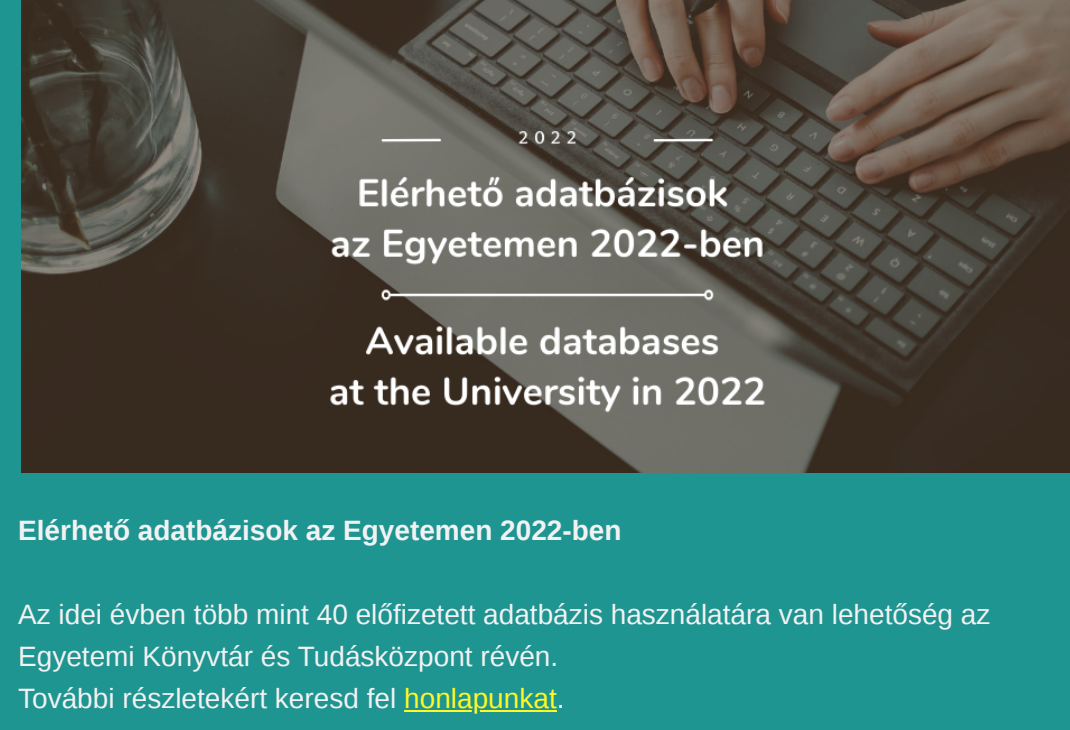 2022
Elérhető adatbázisok
az Egyetemen 2022-ben
Available databases
at the University in 2022
Elérhető adatbázisok az Egyetemen 2022-ben
Az idei évben több mint 40 előfizetett adatbázis használatára van lehetőség az
Egyetemi Könyvtár és Tudásközpont révén.
További részletekért keresd fel honlapunkat.